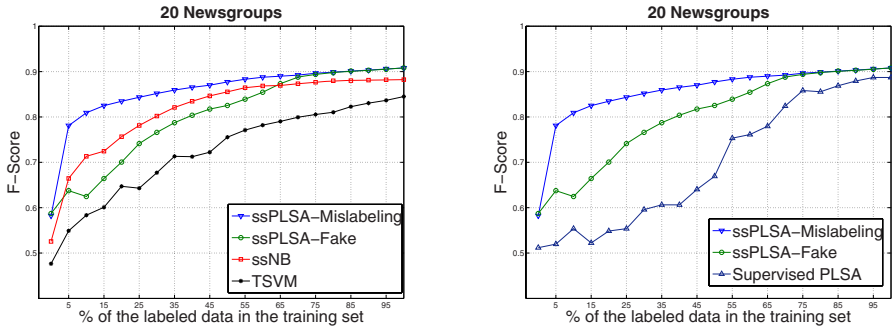 20 Newsgroups
F-Score
1
0.9
0.8
0.7
0.6
0.5
5 15 25 35 45 55 65 75 85 95
% of the labeled data in the training set
ssPLSA-Mislabeling
ssPLSA-Fake
ssNB
TSVM
20 Newsgroups
F-Score
1
0.9
0.8
0.7
0.6
0.5
5 15 25 35 45 55 65 75 85 95
% of the labeled data in the training set
ssPLSA-Mislabeling
ssPLSA-Fake
Supervised PLSA